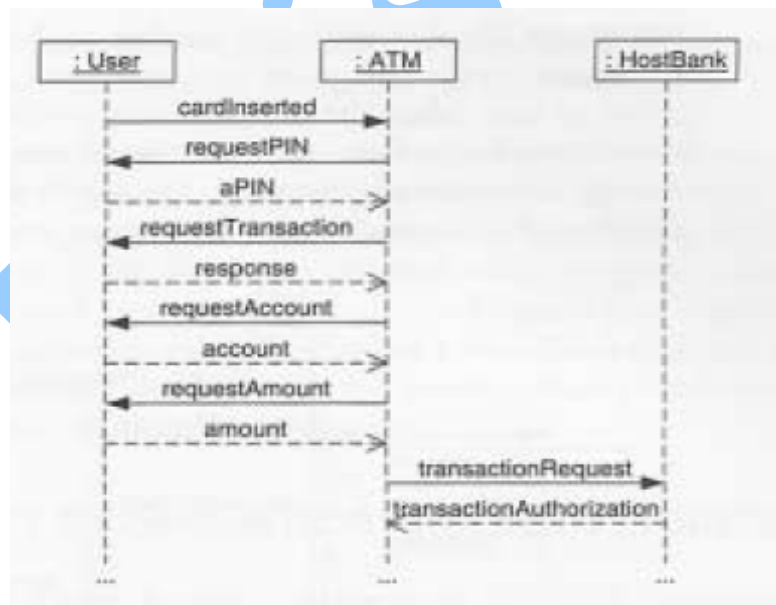 : User
: ATM
: HostBank
cardInserted
requestPIN
aPIN
requestTransaction
response
requestAccount
account
requestAmount
amount
transactionRequest
transactionAuthorization
... ... ...